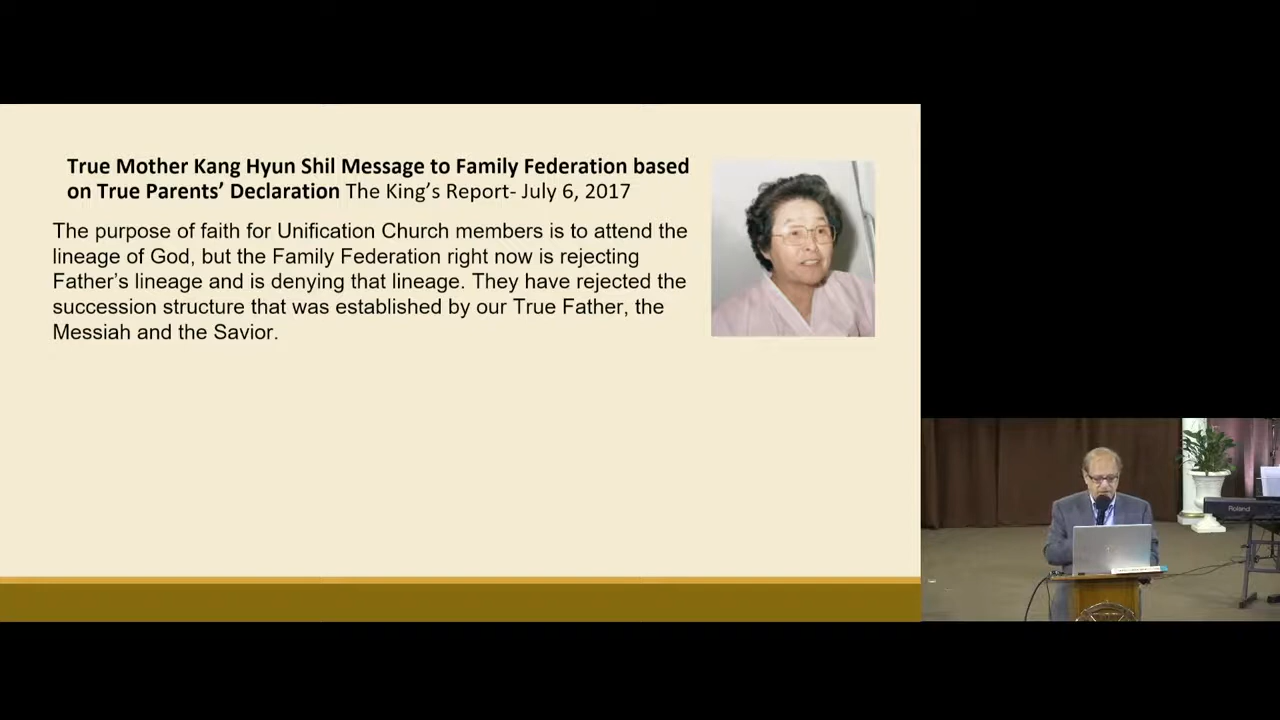 True Mother Kang Hyun Shil Message to Family Federation based
on True Parents’ Declaration The King’s Report- July 6, 2017
The purpose of faith for Unification Church members is to attend the
lineage of God, but the Family Federation right now is rejecting
Father’s lineage and is denying that lineage. They have rejected the
succession structure that was established by our True Father, the
Messiah and the Savior.
Roland